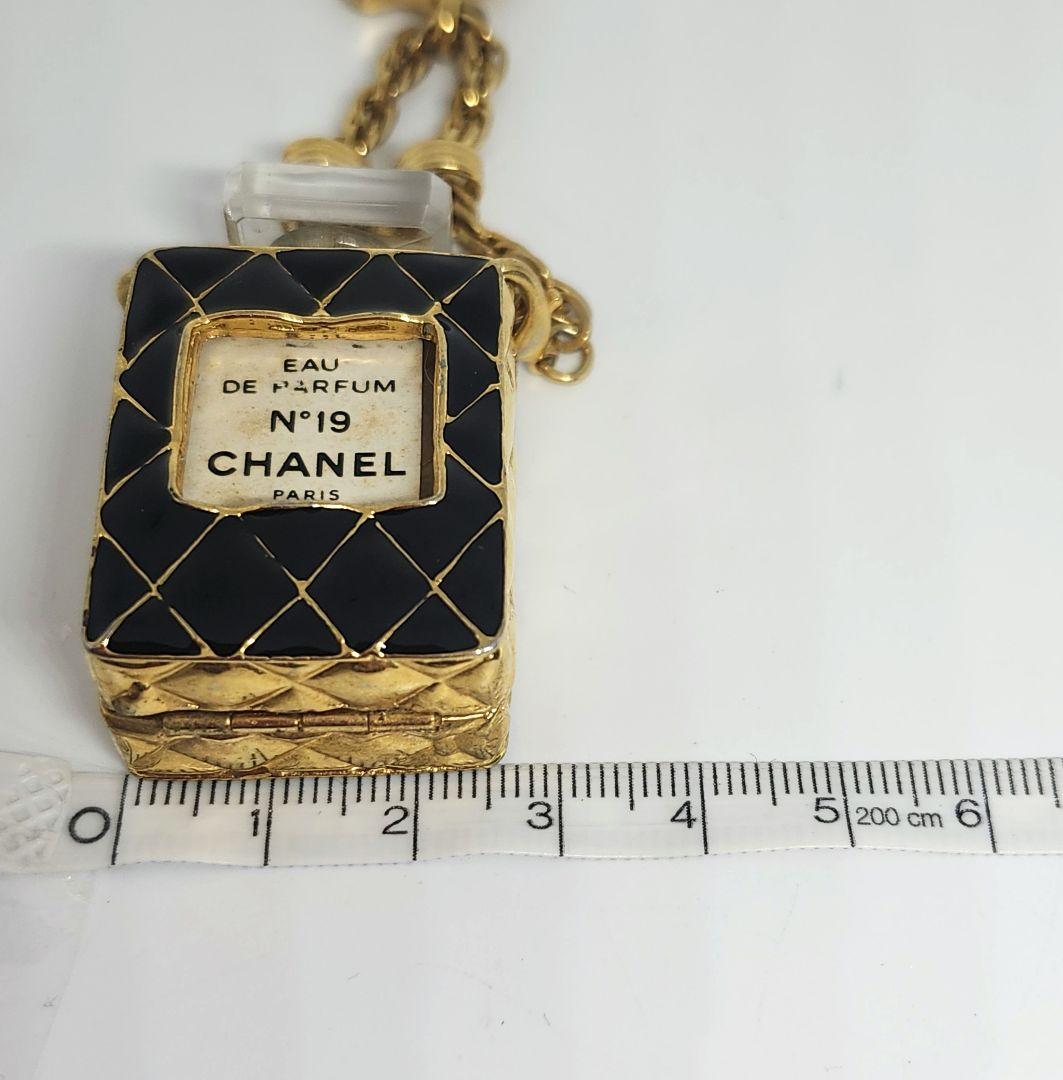 EAU
DE PARFUM
N°19
CHANEL
PARIS
0 1 2 3 4 5 200 cm 6